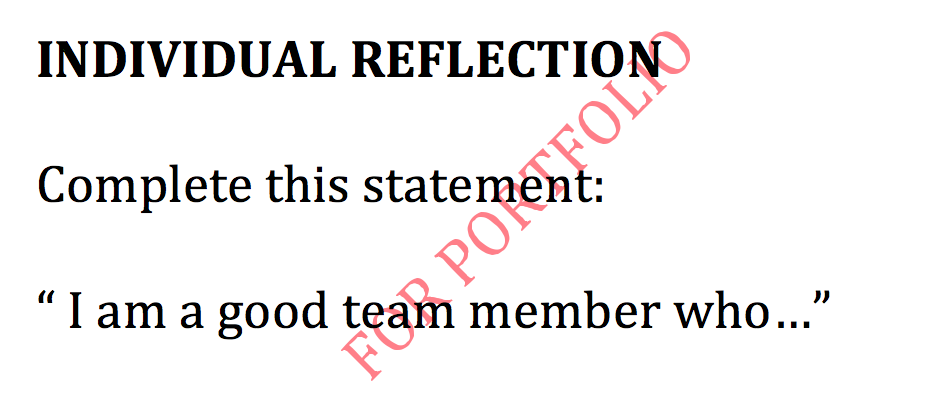 INDIVIDUAL REFLECTION
Complete this statement:
“ I am a good team member who…”
FOR PORTFOLIO